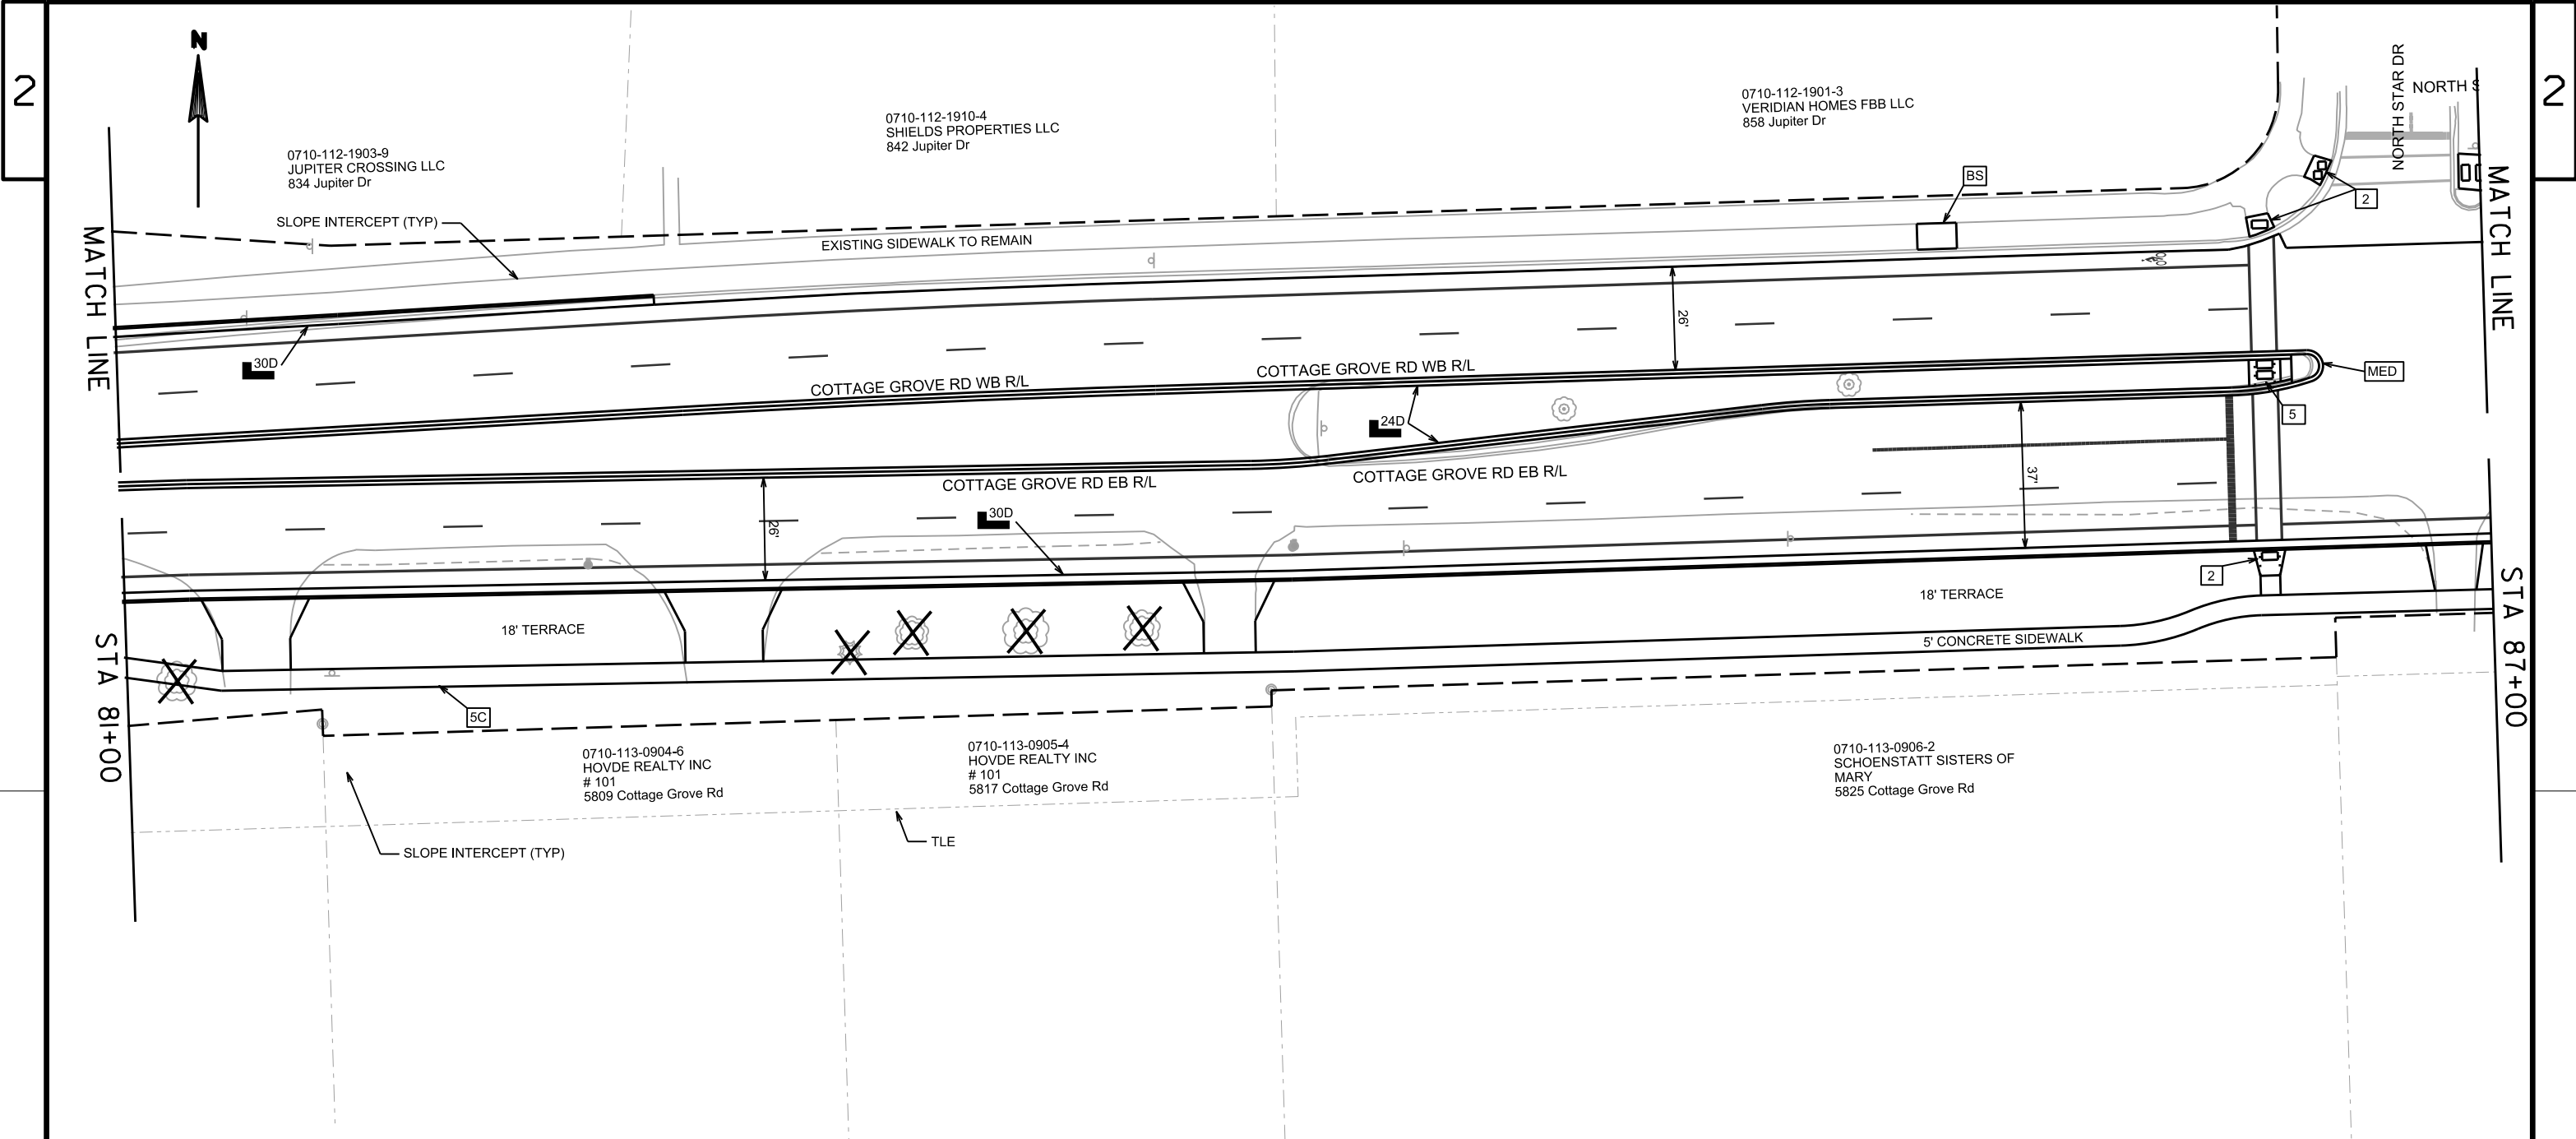 2
N
0710-112-1903-9
JUPITER CROSSING LLC
834 Jupiter Dr
0710-112-1910-4
SHIELDS PROPERTIES LLC
842 Jupiter Dr
0710-112-1901-3
VERIDIAN HOMES FBB LLC
858 Jupiter Dr
NORTH STAR DR
NORTH S
2
BS
2
SLOPE INTERCEPT (TYP)
EXISTING SIDEWALK TO REMAIN
MATCH LINE
MATCH LINE
30D
26'
COTTAGE GROVE RD WB R/L
COTTAGE GROVE RD WB R/L
MED
5
24D
COTTAGE GROVE RD EB R/L
COTTAGE GROVE RD EB R/L
37'
26'
30D
2
18' TERRACE
18' TERRACE
5' CONCRETE SIDEWALK
STA 81+00
STA 87+00
5C
0710-113-0904-6
HOVDE REALTY INC
# 101
5809 Cottage Grove Rd
0710-113-0905-4
HOVDE REALTY INC
# 101
5817 Cottage Grove Rd
0710-113-0906-2
SCHOENSTATT SISTERS OF
MARY
5825 Cottage Grove Rd
SLOPE INTERCEPT (TYP)
TLE